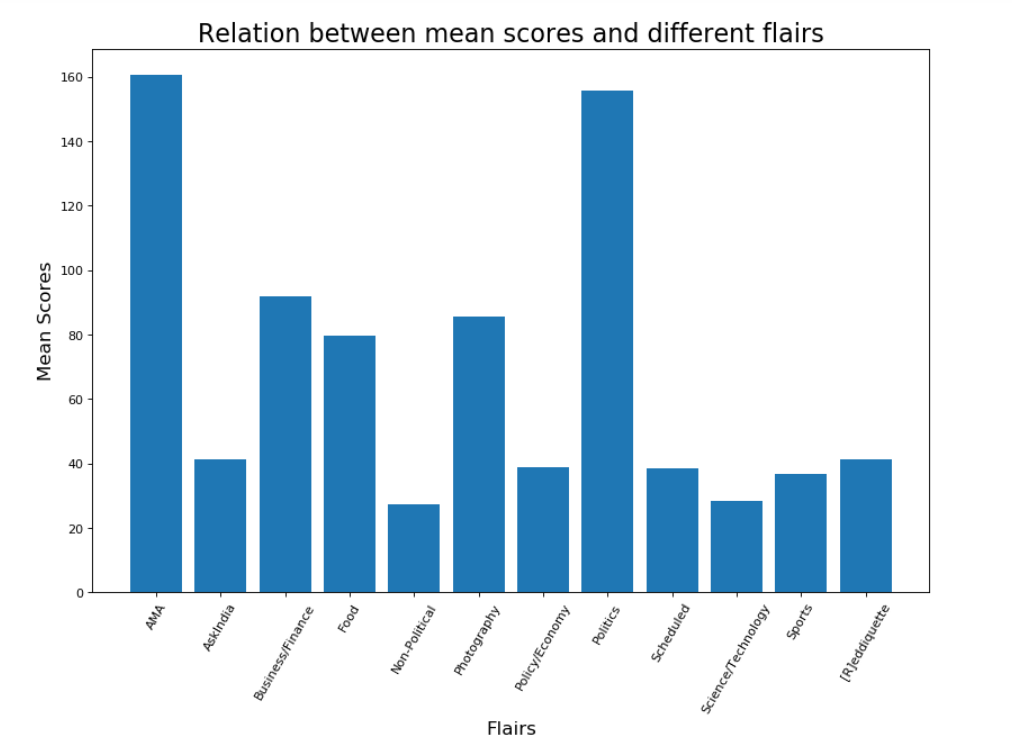 Relation between mean scores and different flairs
Mean Scores
160
140
120
100
80
60
40
20
0
AMA
AskIndia
Business/Finance
Food
Non-Political
Photography
Policy/Economy
Politics
Scheduled
Science/Technology
Sports
[R]eddiquette
Flairs